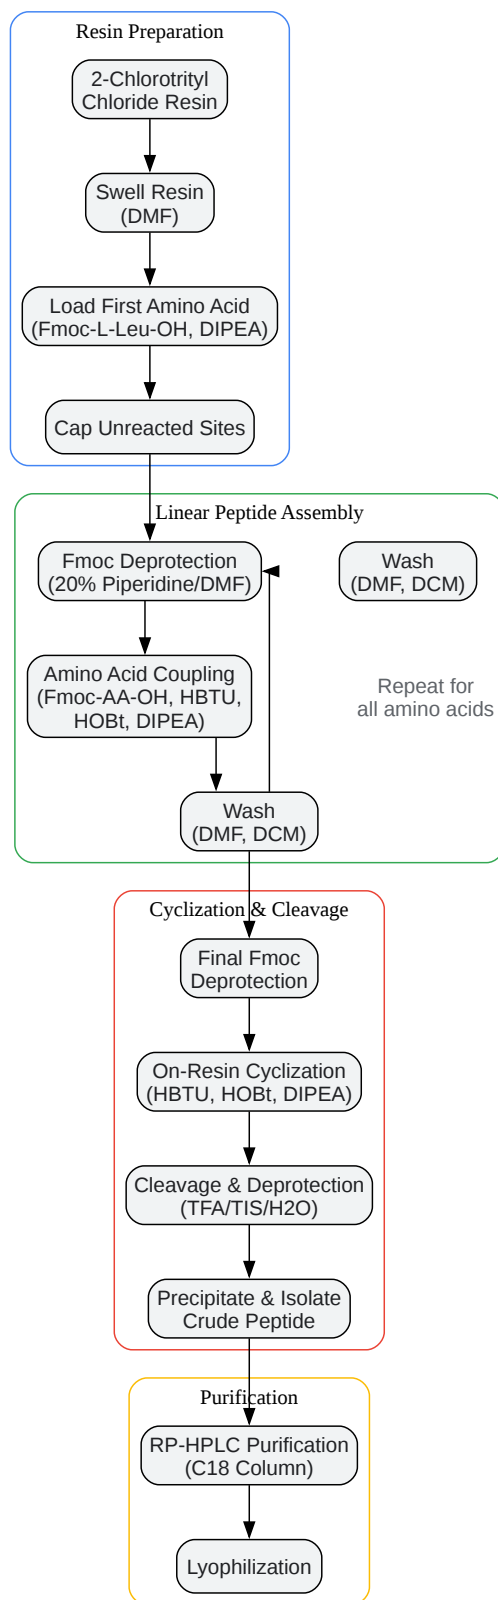 Resin Preparation
2-Chlorotrityl
Chloride Resin
Swell Resin
(DMF)
Load First Amino Acid
(Fmoc-L-Leu-OH, DIPEA)
Cap Unreacted Sites
Linear Peptide Assembly
Fmoc Deprotection
(20% Piperidine/DMF)
Wash
(DMF, DCM)
Amino Acid Coupling
(Fmoc-AA-OH, HBTU,
HOBt, DIPEA)
Repeat for
all amino acids
Wash
(DMF, DCM)
Cyclization & Cleavage
Final Fmoc
Deprotection
On-Resin Cyclization
(HBTU, HOBt, DIPEA)
Cleavage & Deprotection
(TFA/TIS/H2O)
Precipitate & Isolate
Crude Peptide
Purification
RP-HPLC Purification
(C18 Column)
Lyophilization